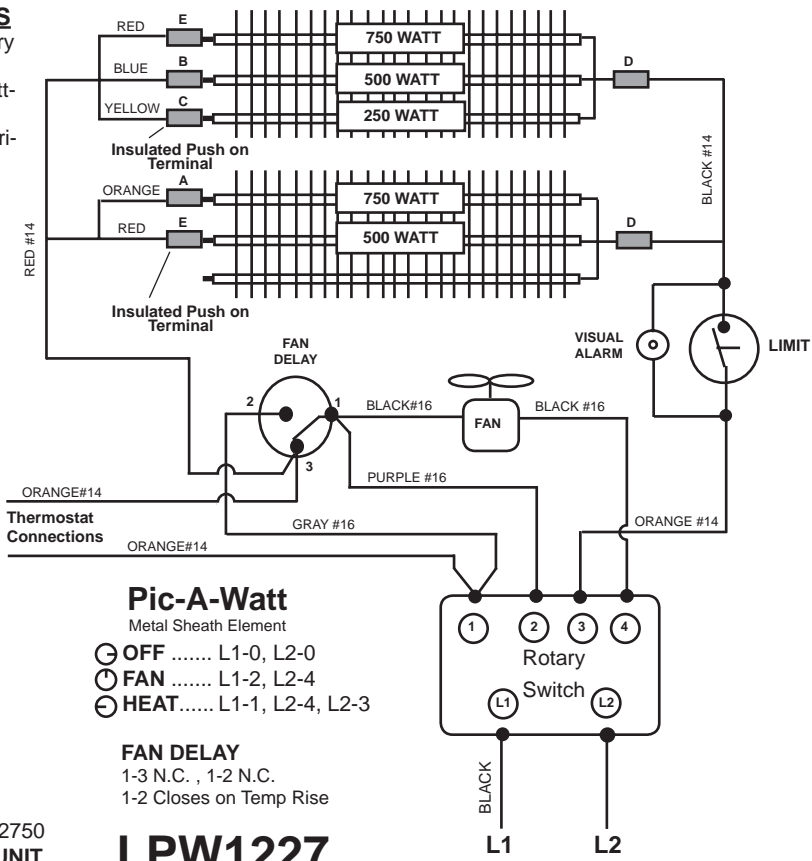 S
ry
tt-
ri-
RED
E
750 WATT
BLUE
B
500 WATT
D
YELLOW
C
250 WATT
Insulated Push on
Terminal
BLACK #14
ORANGE
A
750 WATT
RED
E
500 WATT
D
RED #14
Insulated Push on
Terminal
VISUAL
ALARM
LIMIT
FAN
DELAY
2
1
3
BLACK#16
FAN
BLACK #16
PURPLE #16
ORANGE#14
Thermostat
Connections
GRAY #16
ORANGE #14
ORANGE#14
Pic-A-Watt
Metal Sheath Element
OFF ....... L1-0, L2-0
FAN ....... L1-2, L2-4
HEAT...... L1-1, L2-4, L2-3
1
2
3
4
Rotary
Switch
L1
L2
FAN DELAY
1-3 N.C. , 1-2 N.C.
1-2 Closes on Temp Rise
BLACK
2750
UNIT
LPW1227
L1
L2